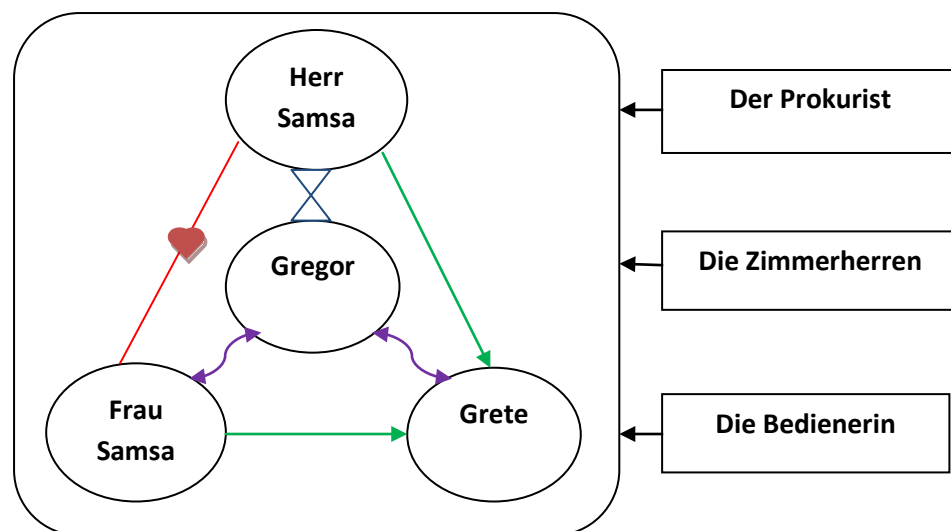 Herr
Samsa
Der Prokurist
Gregor
Die Zimmerherren
Frau
Samsa
Grete
Die Bedienerin